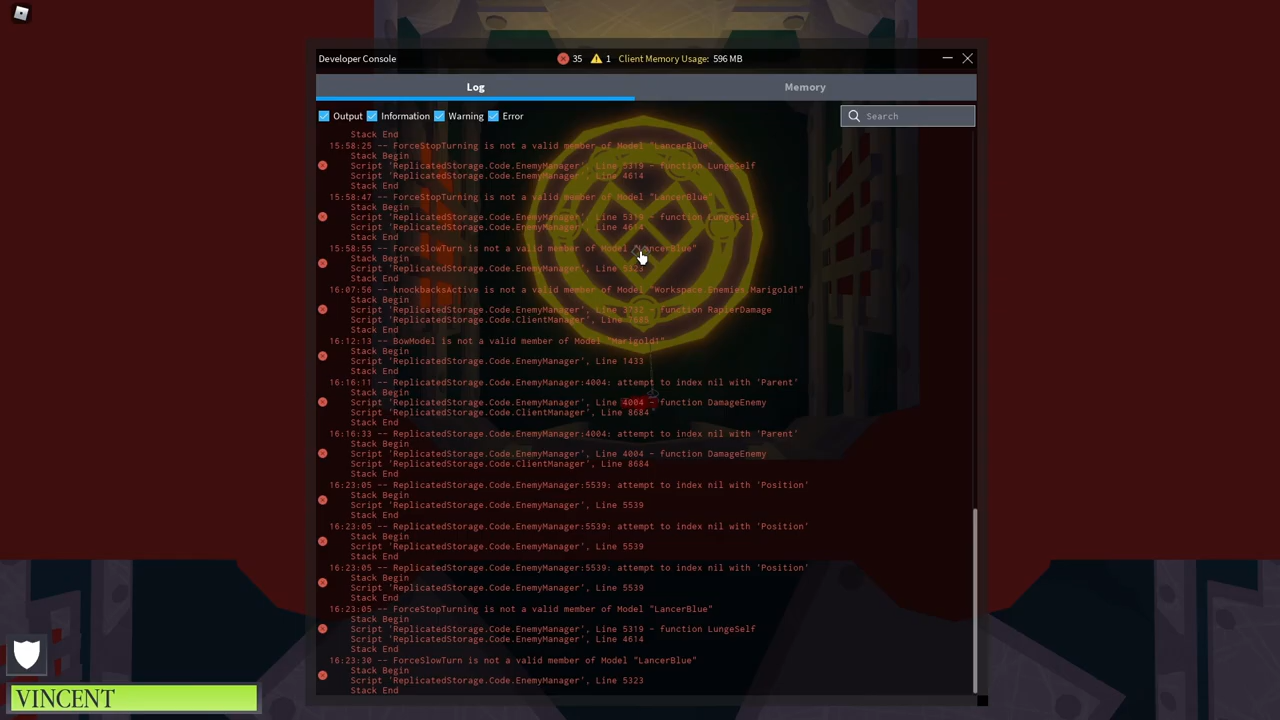 Developer Console
35 1 Client Memory Usage: 596 MB
Log Memory
Output Information Warning Error Search
Stack End
15:58:25 -- ForceStopTurning is not a valid member of Model "LancerBlue"
Stack Begin
Script 'ReplicatedStorage.Code.EnemyManager', Line 5319 - function LungeSelf
Script 'ReplicatedStorage.Code.EnemyManager', Line 4614
Stack End
15:58:47 -- ForceStopTurning is not a valid member of Model "LancerBlue"
Stack Begin
Script 'ReplicatedStorage.Code.EnemyManager', Line 5319 - function LungeSelf
Script 'ReplicatedStorage.Code.EnemyManager', Line 4614
Stack End
15:58:55 -- ForceSlowTurn is not a valid member of Model "LancerBlue"
Stack Begin
Script 'ReplicatedStorage.Code.EnemyManager', Line 5323
Stack End
16:07:56 -- knockbacksActive is not a valid member of Model "Workspace.Enemies.Marigold1"
Stack Begin
Script 'ReplicatedStorage.Code.EnemyManager', Line 3732 - function RapierDamage
Script 'ReplicatedStorage.Code.ClientManager', Line
Stack End
16:12:13 -- BowModel is not a valid member of Model "Marigold1"
Stack Begin
Script 'ReplicatedStorage.Code.EnemyManager', Line 1433
Stack End
16:16:11 -- ReplicatedStorage.Code.EnemyManager:4004: attempt to index nil with 'Parent'
Stack Begin
Script 'ReplicatedStorage.Code.EnemyManager', Line 4004 - function DamageEnemy
Script 'ReplicatedStorage.Code.ClientManager', Line 8684
Stack End
16:16:33 -- ReplicatedStorage.Code.EnemyManager:4004: attempt to index nil with 'Parent'
Stack Begin
Script 'ReplicatedStorage.Code.EnemyManager', Line 4004 - function DamageEnemy
Script 'ReplicatedStorage.Code.ClientManager', Line 8684
Stack End
16:23:05 -- ReplicatedStorage.Code.EnemyManager:5539: attempt to index nil with 'Position'
Stack Begin
Script 'ReplicatedStorage.Code.EnemyManager', Line 5539
Stack End
16:23:05 -- ReplicatedStorage.Code.EnemyManager:5539: attempt to index nil with 'Position'
Stack Begin
Script 'ReplicatedStorage.Code.EnemyManager', Line 5539
Stack End
16:23:05 -- ReplicatedStorage.Code.EnemyManager:5539: attempt to index nil with 'Position'
Stack Begin
Script 'ReplicatedStorage.Code.EnemyManager', Line 5539
Stack End
16:23:05 -- ForceStopTurning is not a valid member of Model "LancerBlue"
Stack Begin
Script 'ReplicatedStorage.Code.EnemyManager', Line 5319 - function LungeSelf
Script 'ReplicatedStorage.Code.EnemyManager', Line 4614
Stack End
16:23:30 -- ForceSlowTurn is not a valid member of Model "LancerBlue"
Stack Begin
Script 'ReplicatedStorage.Code.EnemyManager', Line 5323
Stack End
VINCENT